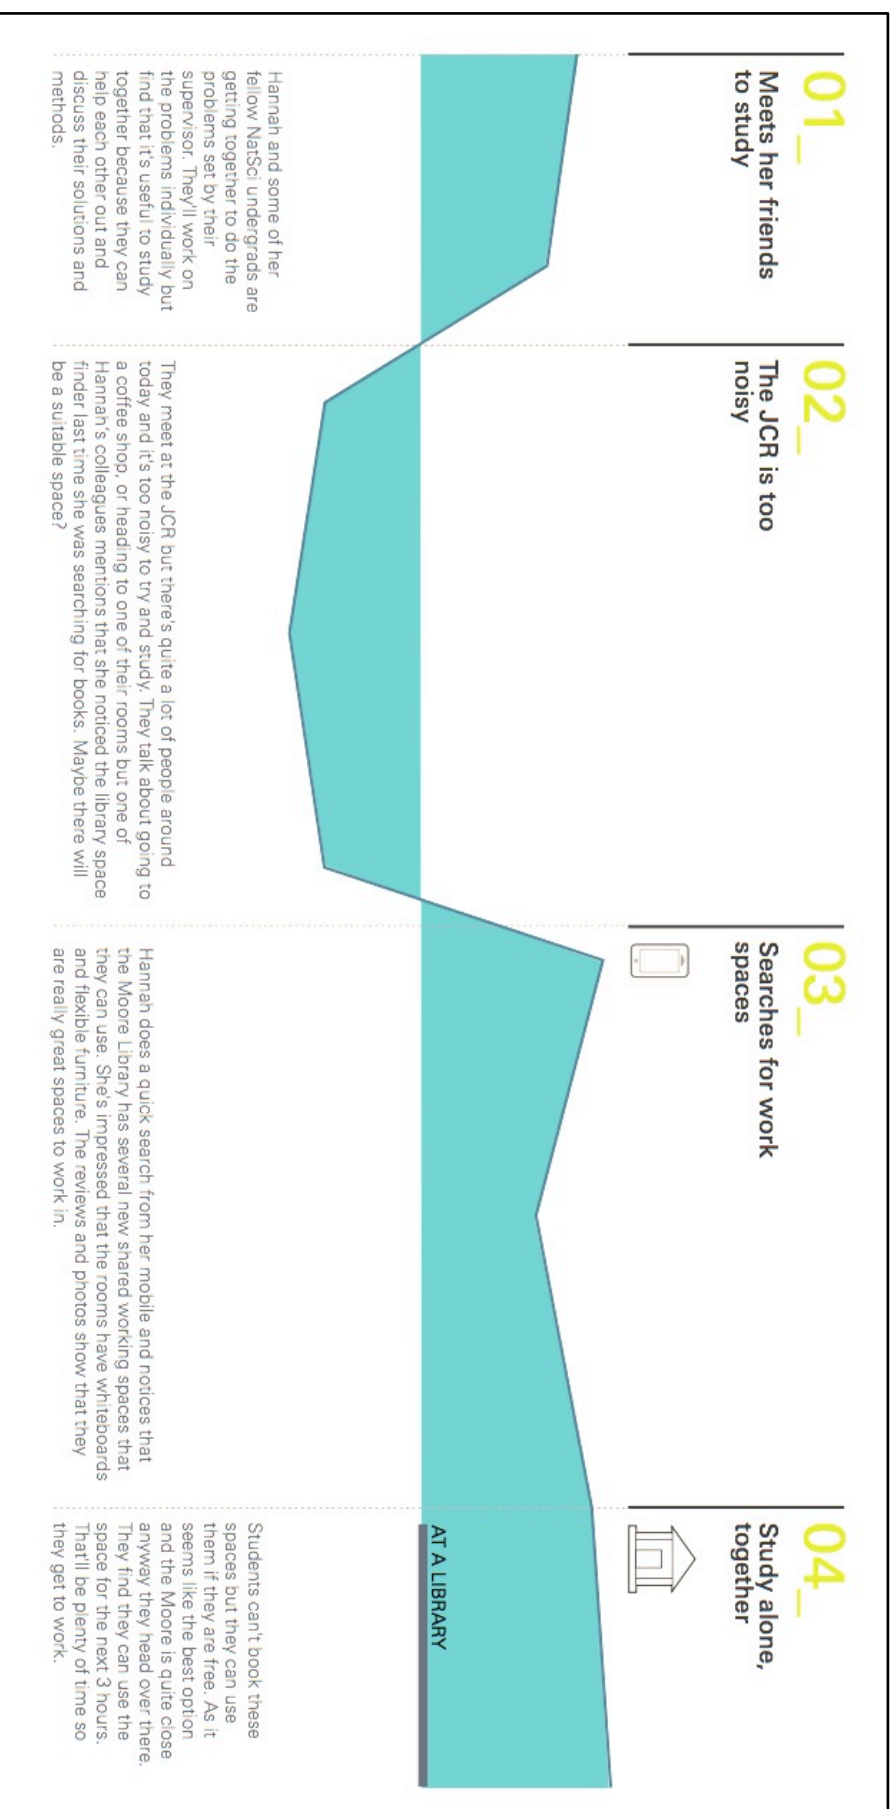 01_
Meets her friends
to study
Hannah and some of her
fellow NatSci undergrads are
getting together to do the
problems set by their
supervisor. They'll work on
the problems individually but
find that it's useful to study
together because they can
help each other out and
discuss their solutions and
methods.
02_
The JCR is too
noisy
They meet at the JCR but there's quite a lot of people around
today and it's too noisy to try and study. They talk about going to
a coffee shop, or heading to one of their rooms but one of
Hannah's colleagues mentions that she noticed the library space
finder last time she was searching for books. Maybe there will
be a suitable space?
03_
Searches for work
spaces
Hannah does a quick search from her mobile and notices that
the Moore Library has several new shared working spaces that
they can use. She's impressed that the rooms have whiteboards
and flexible furniture. The reviews and photos show that they
are really great spaces to work in.
04_
Study alone,
together
AT A LIBRARY
Students can't book these
spaces but they can use
them if they are free. As it
seems like the best option
and the Moore is quite close
anyway they head over there.
They find they can use the
space for the next 3 hours.
That'll be plenty of time so
they get to work.